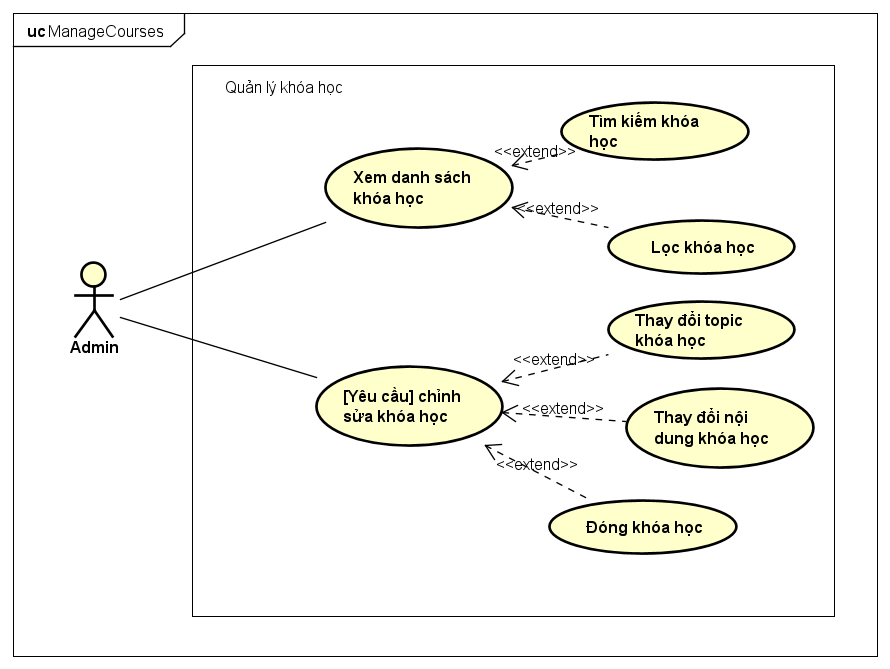 uc ManageCourses
Quản lý khóa học
Tìm kiếm khóa
học
<<extend>>
Xem danh sách
khóa học
<<extend>>
Lọc khóa học
Admin
Thay đổi topic
khóa học
<<extend>>
[Yêu cầu] chỉnh
sửa khóa học
<<extend>>
Thay đổi nội
dung khóa học
<<extend>>
Đóng khóa học